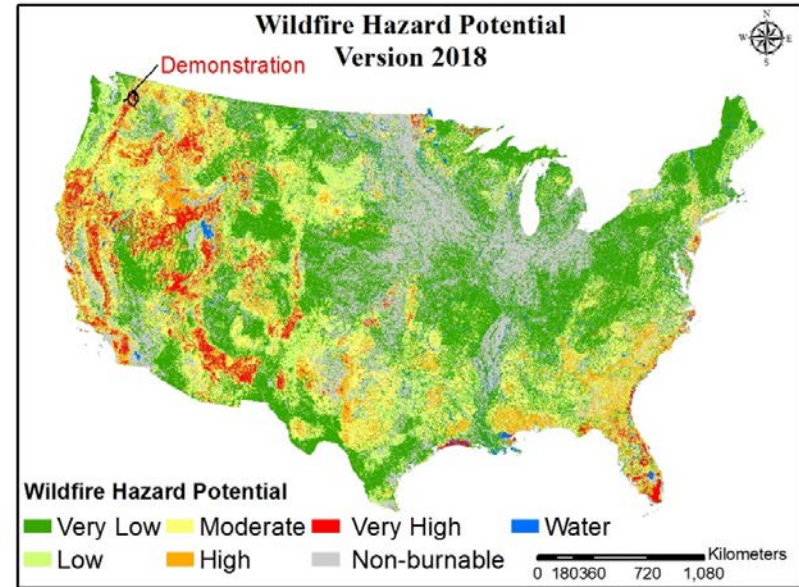 Wildfire Hazard Potential
Version 2018
N
W E
S
Demonstration
Wildfire Hazard Potential
Very Low Moderate Very High Water
Low High Non-burnable
Kilometers
0 180360 720 1,080